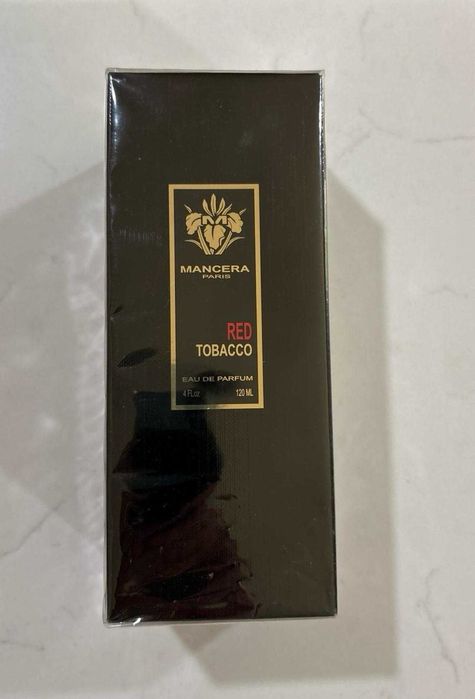 MANCERA
PARIS
RED
TOBACCO
EAU DE PARFUM
4 FL.oz 120 ML